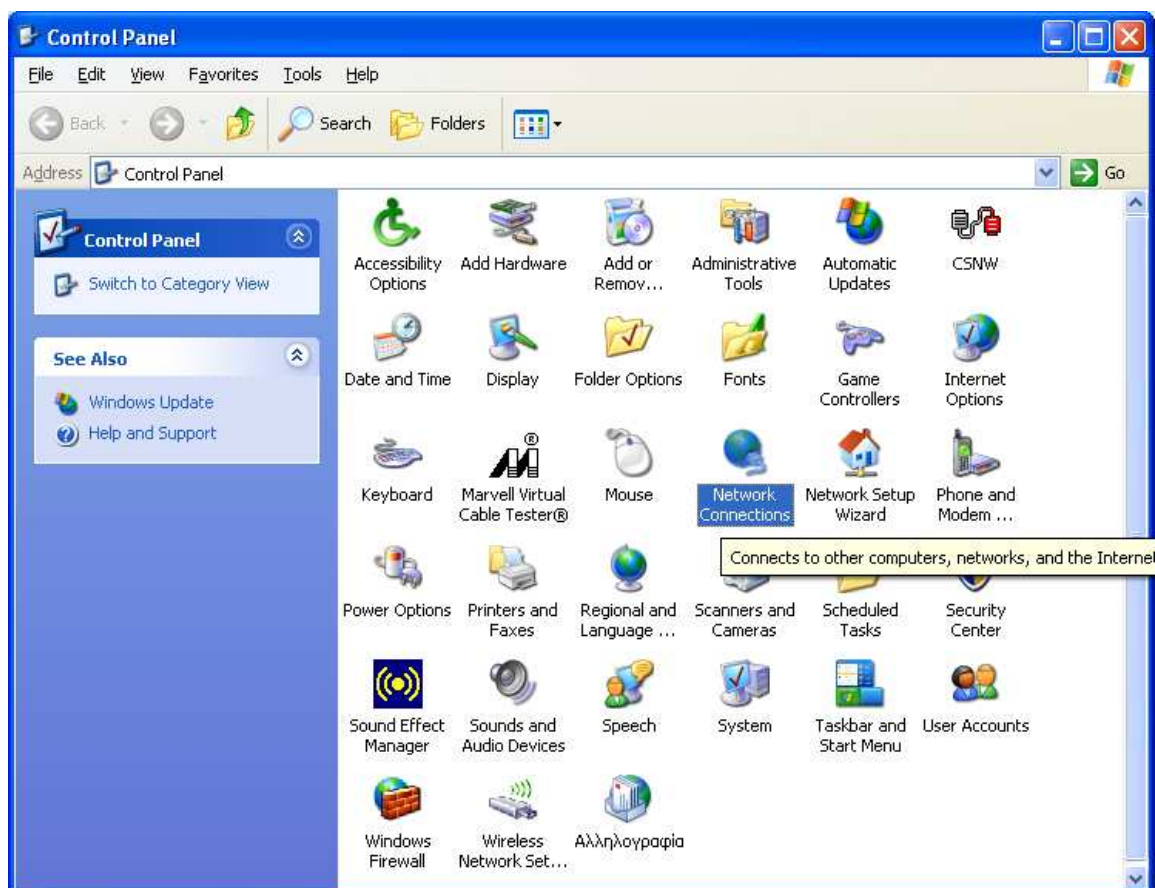 Control Panel
File Edit View Favorites Tools Help
Back Search Folders
Address Control Panel Go
Control Panel
Switch to Category View
See Also
Windows Update
Help and Support
Accessibility Options
Add Hardware
Add or Remov...
Administrative Tools
Automatic Updates
CSNW
Date and Time
Display
Folder Options
Fonts
Game Controllers
Internet Options
Keyboard
Marvell Virtual Cable Tester®
Mouse
Network Connections
Network Setup Wizard
Phone and Modem ...
Connects to other computers, networks, and the Internet
Power Options
Printers and Faxes
Regional and Language ...
Scanners and Cameras
Scheduled Tasks
Security Center
Sound Effect Manager
Sounds and Audio Devices
Speech
System
Taskbar and Start Menu
User Accounts
Windows Firewall
Wireless Network Set...
Αλληλογραφία